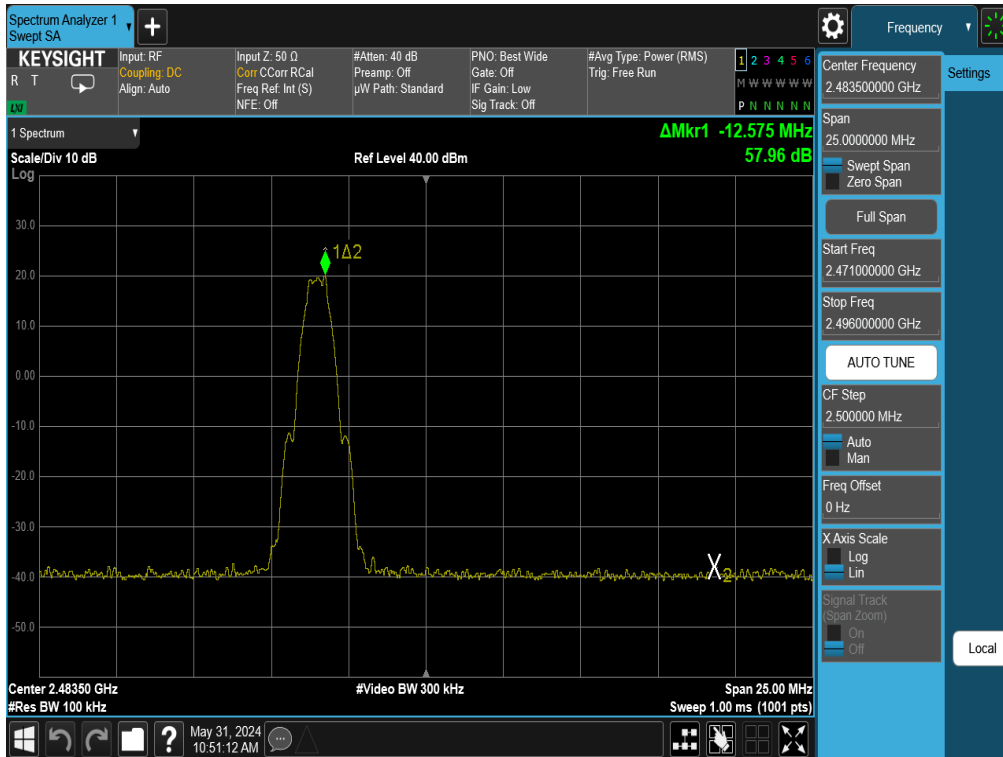 Spectrum Analyzer 1
Swept SA
+
Frequency
KEYSIGHT
R T
LXI
Input: RF
Coupling: DC
Align: Auto
Input Z: 50 Ω
Corr CCorr RCal
Freq Ref: Int (S)
NFE: Off
#Atten: 40 dB
Preamp: Off
µW Path: Standard
PNO: Best Wide
Gate: Off
IF Gain: Low
Sig Track: Off
#Avg Type: Power (RMS)
Trig: Free Run
1 2 3 4 5 6
M W W W W W
P N N N N N
1 Spectrum
ΔMkr1 -12.575 MHz
57.96 dB
Scale/Div 10 dB
Ref Level 40.00 dBm
Log
30.0
20.0
10.0
0.00
-10.0
-20.0
-30.0
-40.0
-50.0
1Δ2
X2
Center 2.48350 GHz
#Video BW 300 kHz
Span 25.00 MHz
#Res BW 100 kHz
Sweep 1.00 ms (1001 pts)
?
May 31, 2024
10:51:12 AM
Center Frequency
2.483500000 GHz
Span
25.0000000 MHz
Swept Span
Zero Span
Full Span
Start Freq
2.471000000 GHz
Stop Freq
2.496000000 GHz
AUTO TUNE
CF Step
2.500000 MHz
Auto
Man
Freq Offset
0 Hz
X Axis Scale
Log
Lin
Signal Track
(Span Zoom)
On
Off
Settings
Local